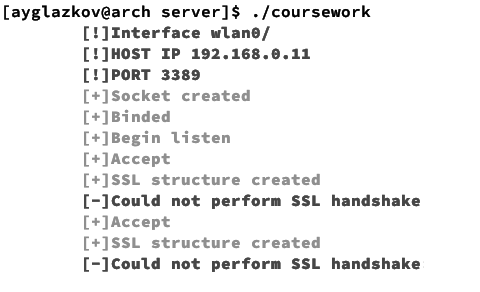 [ayglazkov@arch server]$ ./coursework
[!]Interface wlan0/
[!]HOST IP 192.168.0.11
[!]PORT 3389
[+]Socket created
[+]Binded
[+]Begin listen
[+]Accept
[+]SSL structure created
[-]Could not perform SSL handshake
[+]Accept
[+]SSL structure created
[-]Could not perform SSL handshake